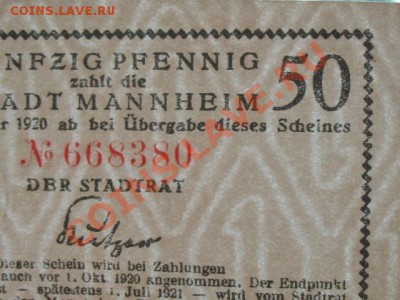 COINS.SLAVE.RU
NFZIG PFENNIG 50
zahlt die
ADT MANNHEIM
r 1920 ab bei Übergabe dieses Scheines
№ 668380
DER STADTRAT
Dieser Schein wird bei Zahlungen
auch vor 1. Okt. 1920 angenommen. Der Endpunkt
st – spätestens 1. Juli 1921 – wird vom Stadtrat